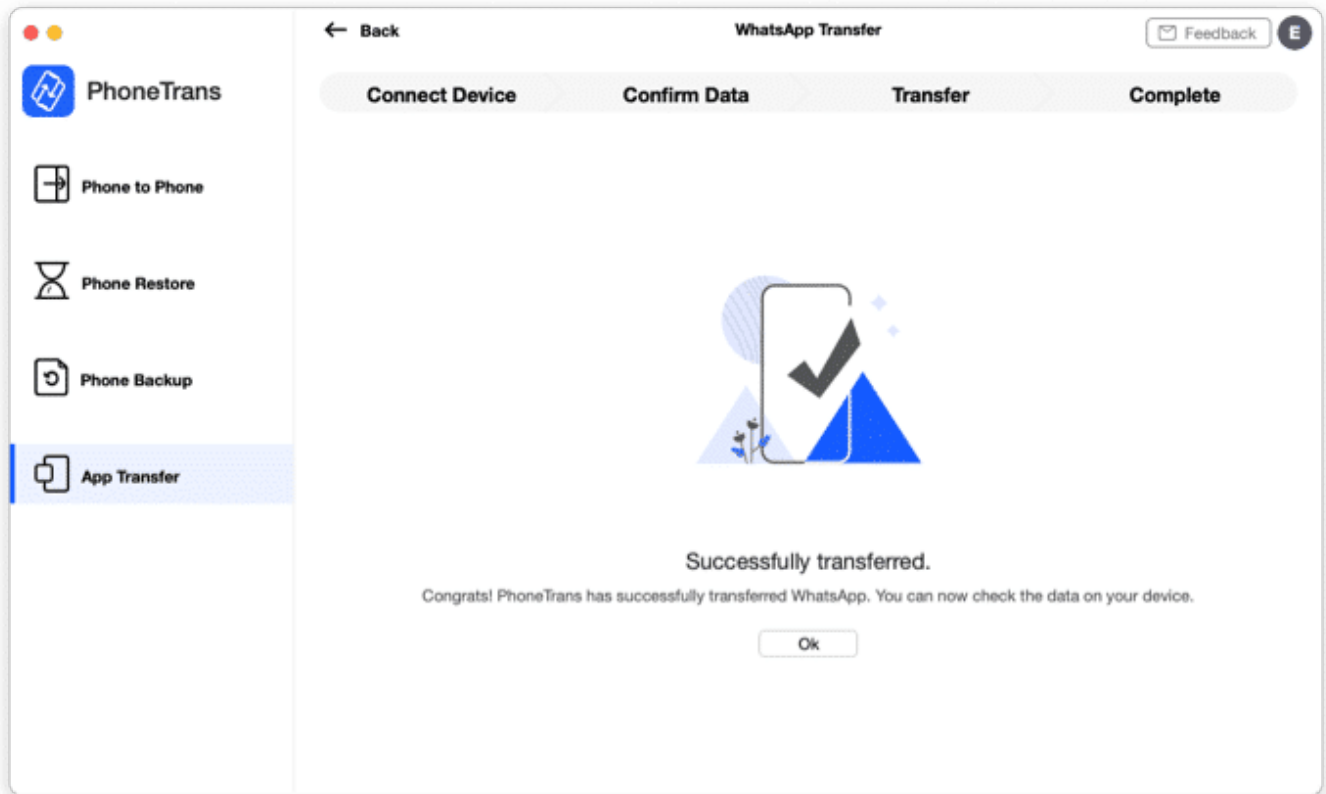 Back
WhatsApp Transfer
Feedback
E
PhoneTrans
Connect Device
Confirm Data
Transfer
Complete
Phone to Phone
Phone Restore
Phone Backup
App Transfer
Successfully transferred.
Congrats! PhoneTrans has successfully transferred WhatsApp. You can now check the data on your device.
Ok